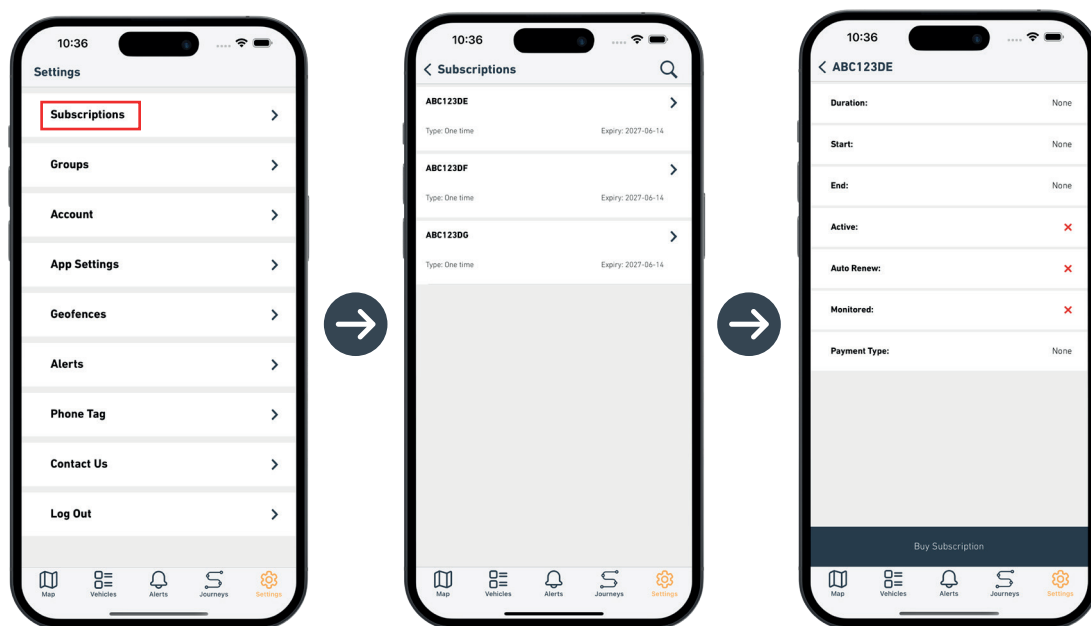 10:36
Settings
Subscriptions
Groups
Account
App Settings
Geofences
Alerts
Phone Tag
Contact Us
Log Out
Map Vehicles Alerts Journeys Settings
10:36
Subscriptions
ABC123DE
Type: One time Expiry: 2027-06-14
ABC123DF
Type: One time Expiry: 2027-06-14
ABC123DG
Type: One time Expiry: 2027-06-14
Map Vehicles Alerts Journeys Settings
10:36
ABC123DE
Duration: None
Start: None
End: None
Active:
Auto Renew:
Monitored:
Payment Type: None
Buy Subscription
Map Vehicles Alerts Journeys Settings